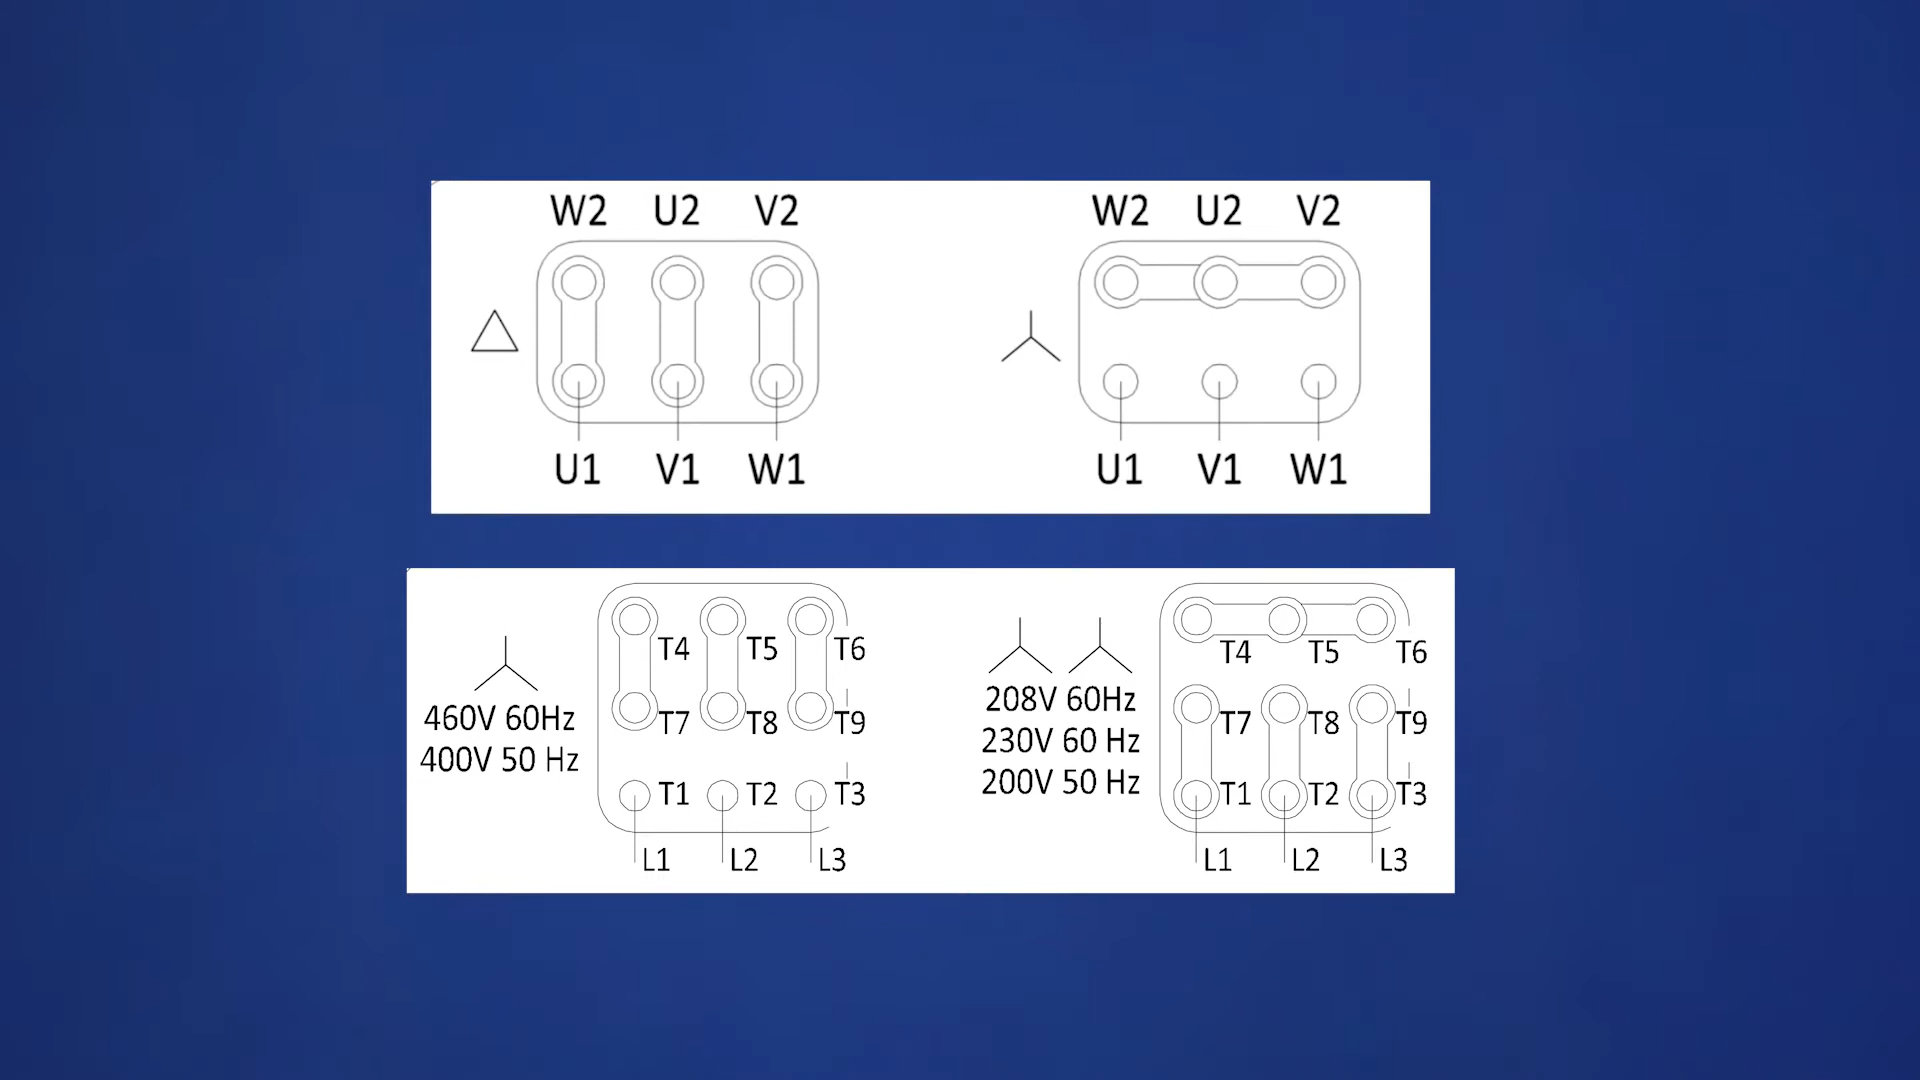 W2 U2 V2
U1 V1 W1
W2 U2 V2
U1 V1 W1
460V 60Hz
400V 50 Hz
T4 T5 T6
T7 T8 T9
T1 T2 T3
L1 L2 L3
208V 60Hz
230V 60 Hz
200V 50 Hz
T4 T5 T6
T7 T8 T9
T1 T2 T3
L1 L2 L3